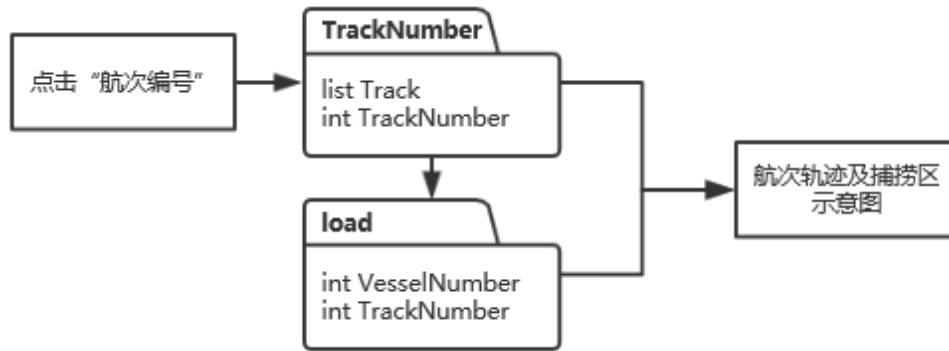 点击“航次编号”
TrackNumber
list Track
int TrackNumber
load
int VesselNumber
int TrackNumber
航次轨迹及捕捞区
示意图